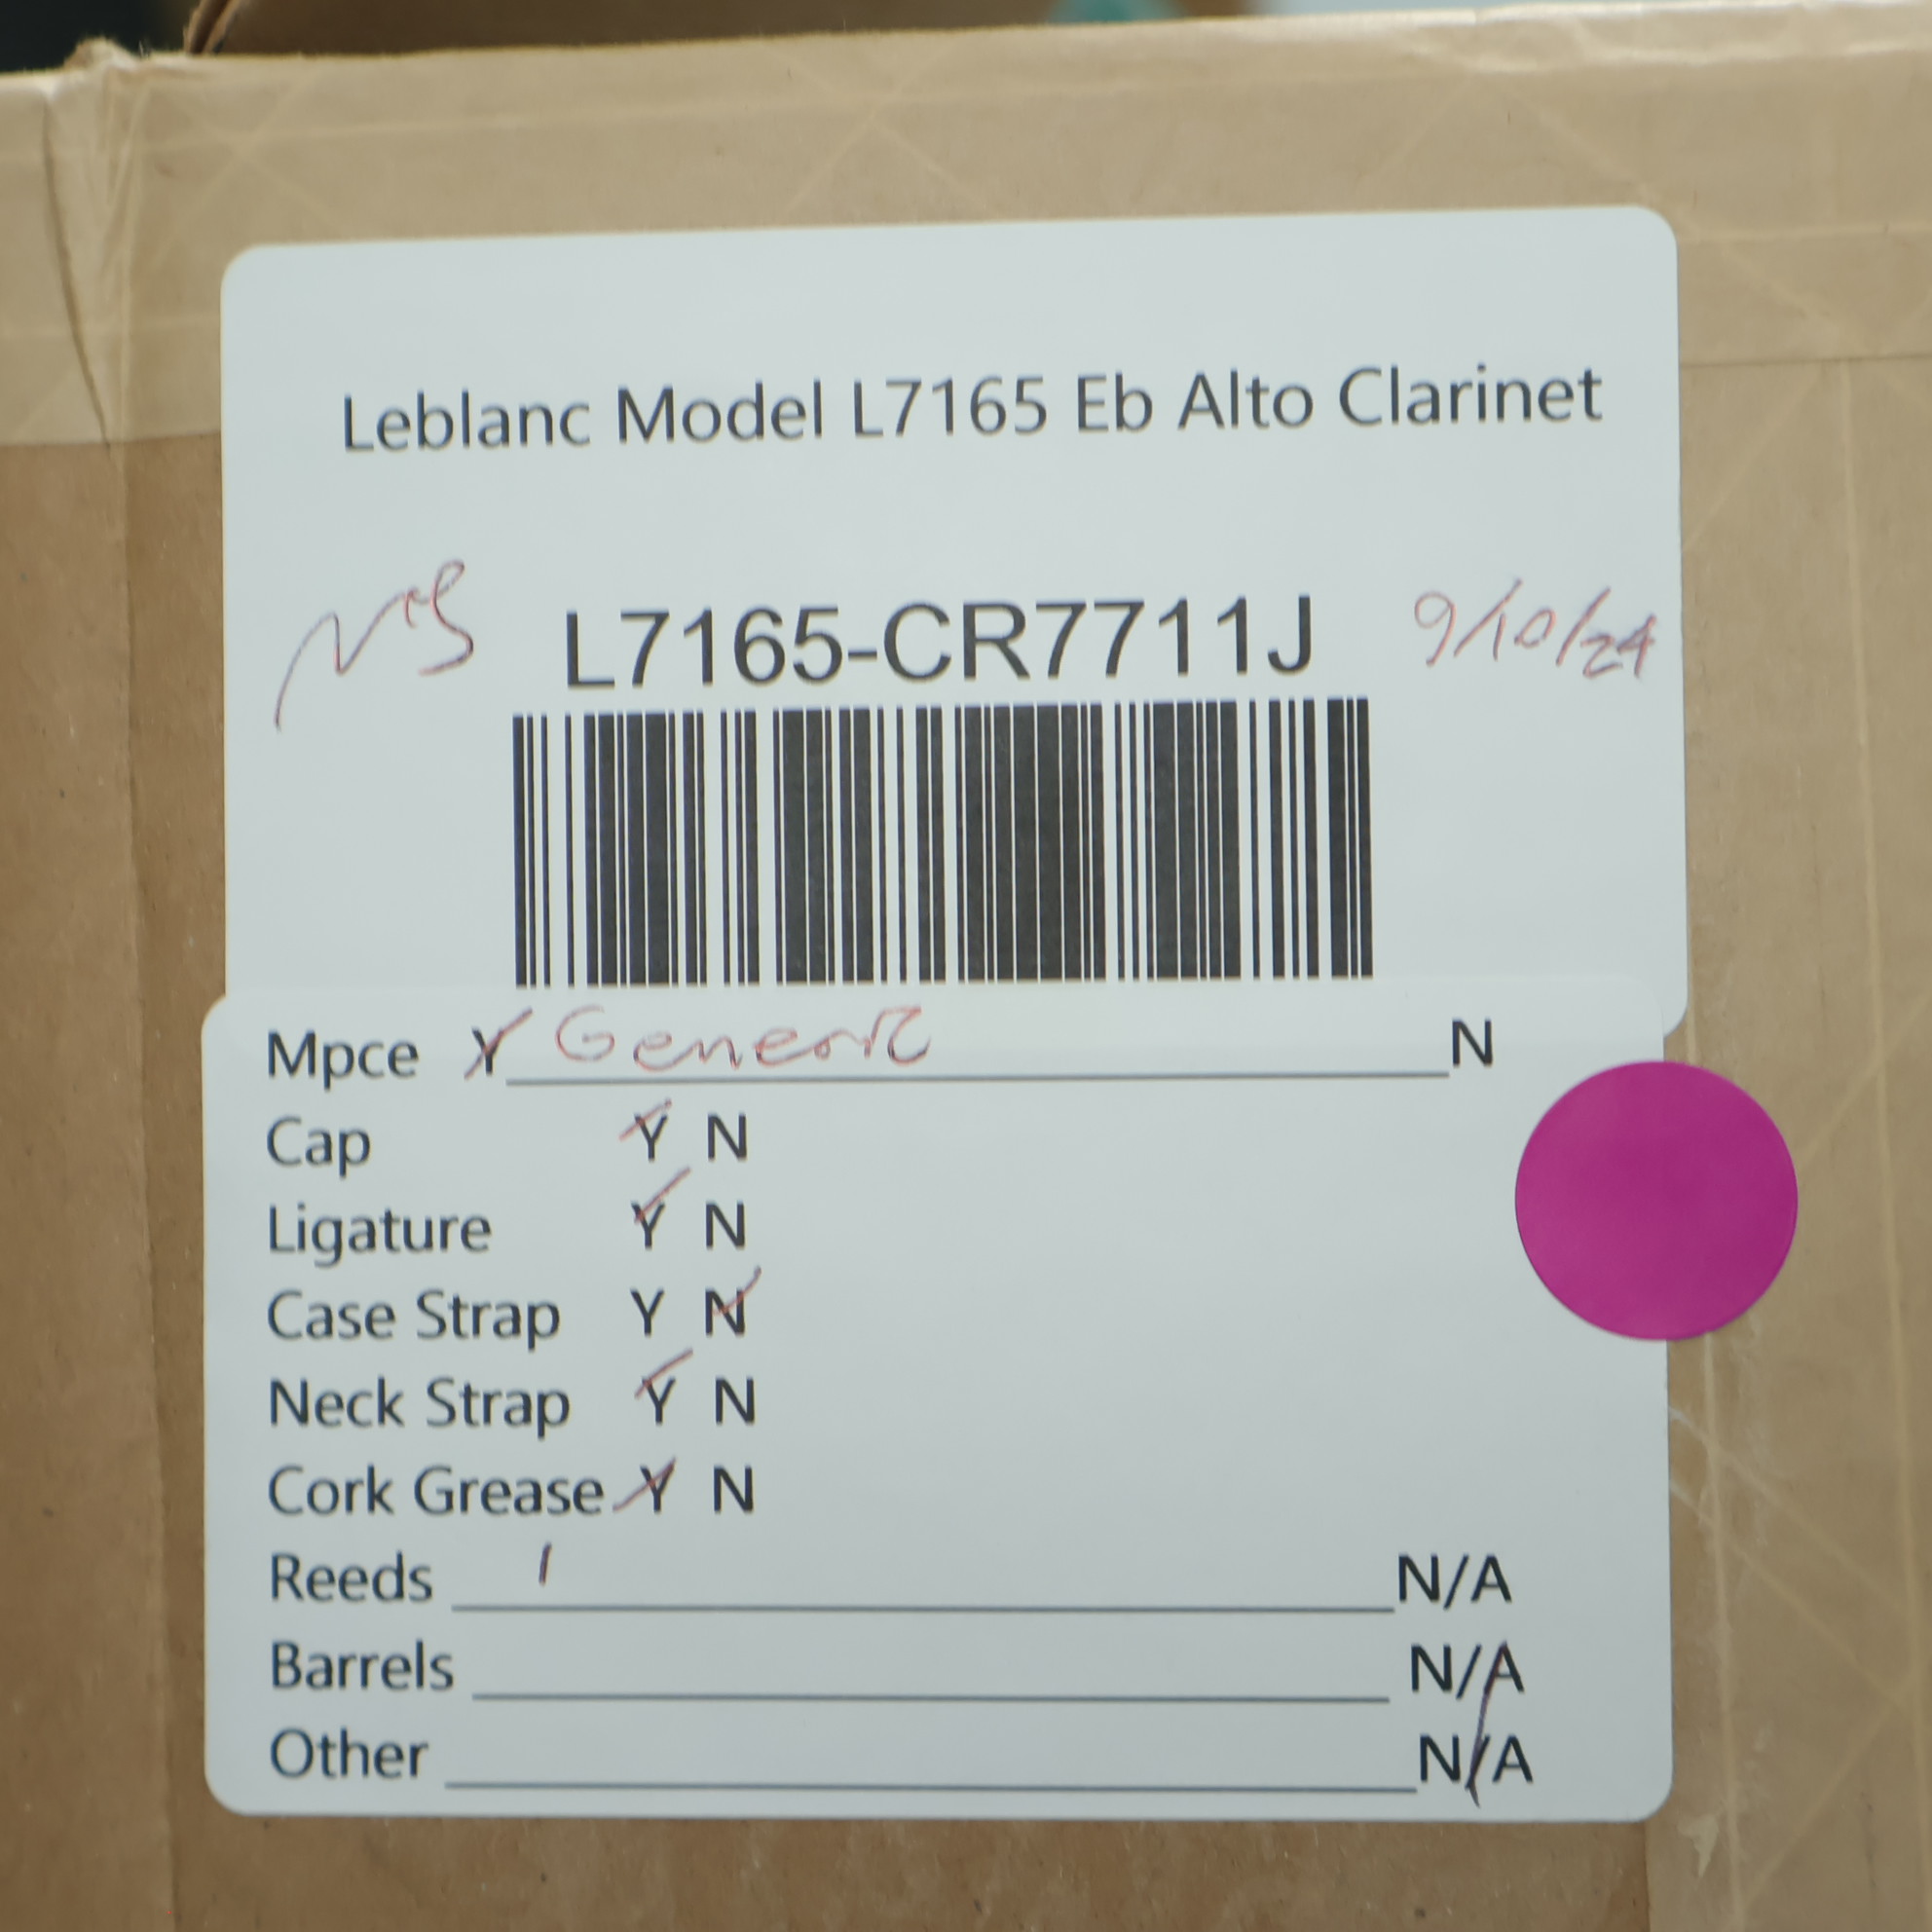 Leblanc Model L7165 Eb Alto Clarinet
L7165-CR7711J 9/10/24
Mpce Y Generic N
Cap Y N
Ligature Y N
Case Strap Y N
Neck Strap Y N
Cork Grease Y N
Reeds 1 N/A
Barrels N/A
Other N/A